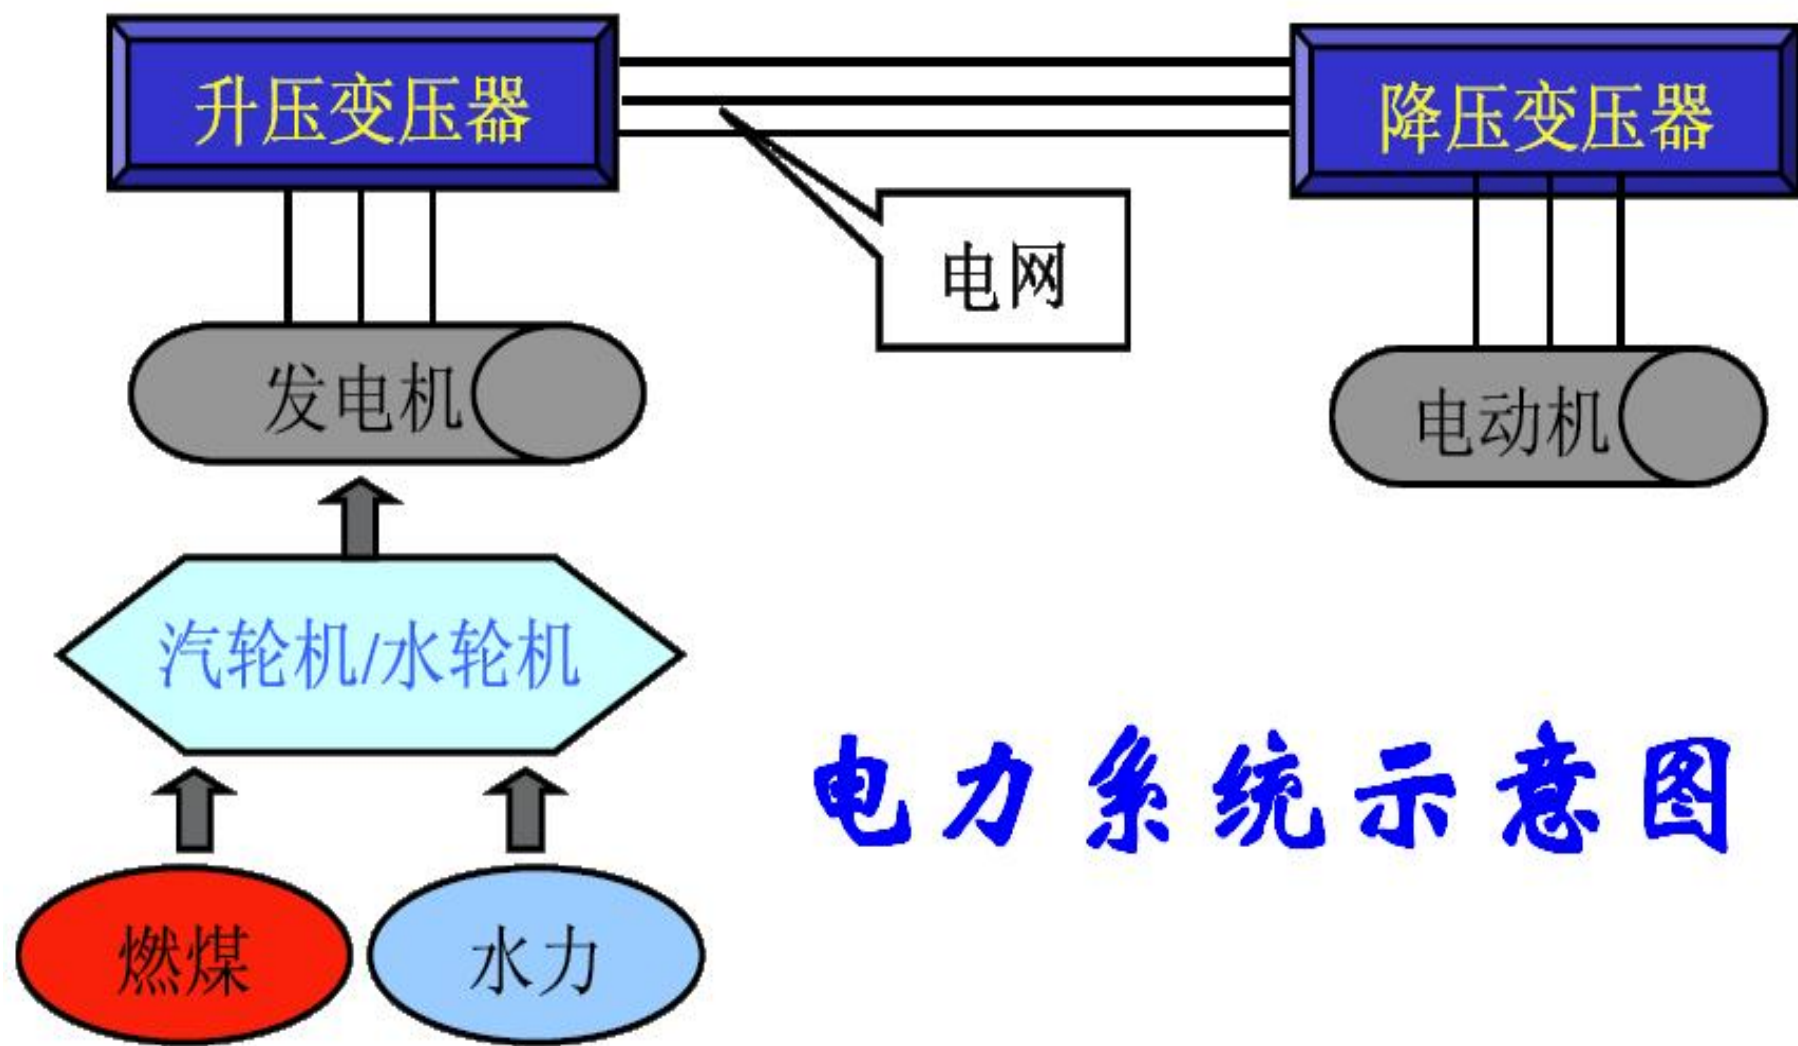 升压变压器
降压变压器
电网
发电机
电动机
汽轮机/水轮机
电力系统示意图
燃煤
水力